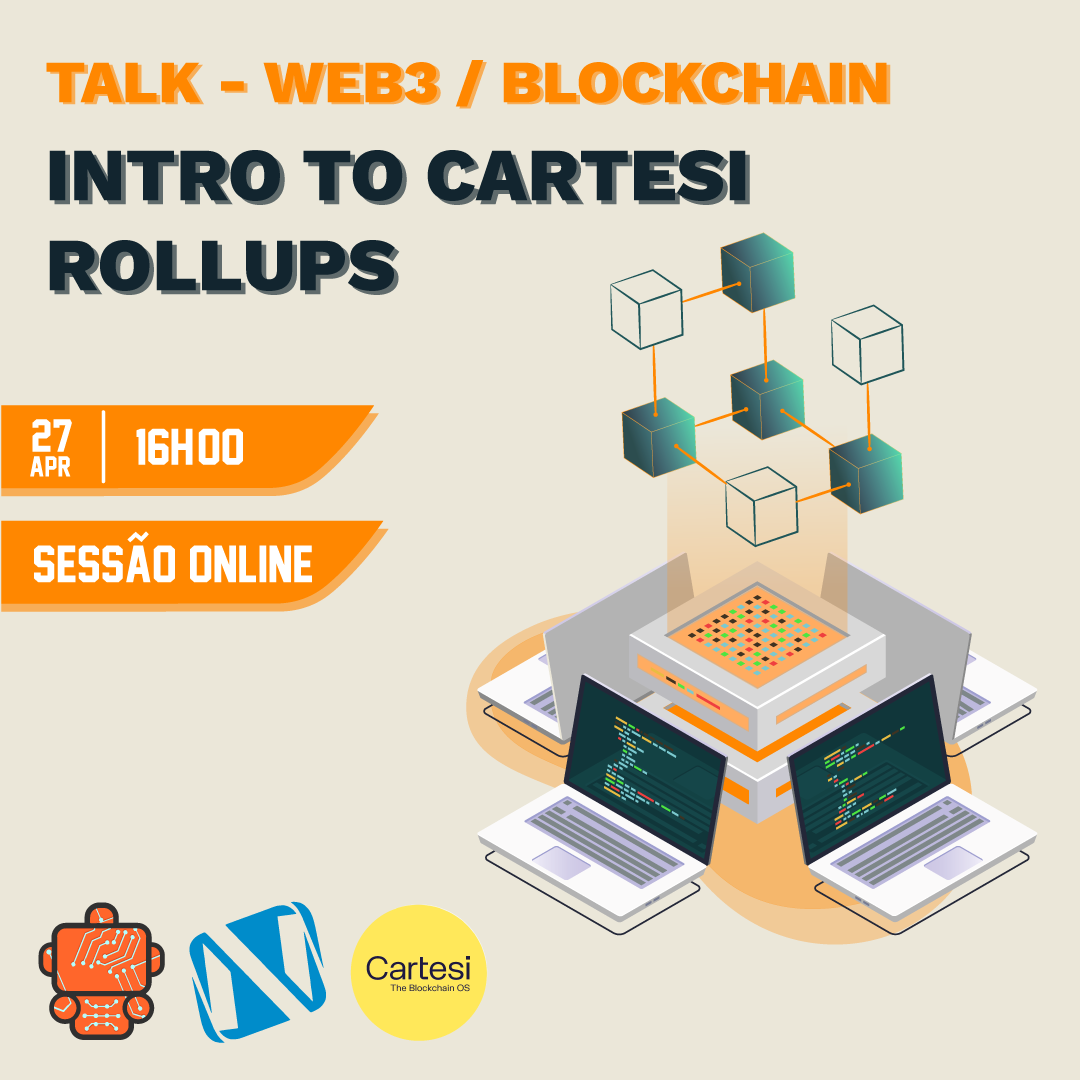 TALK - WEB3 / BLOCKCHAIN
INTRO TO CARTESI
ROLLUPS
27
APR
16H00
SESSÃO ONLINE
Cartesi
The Blockchain OS